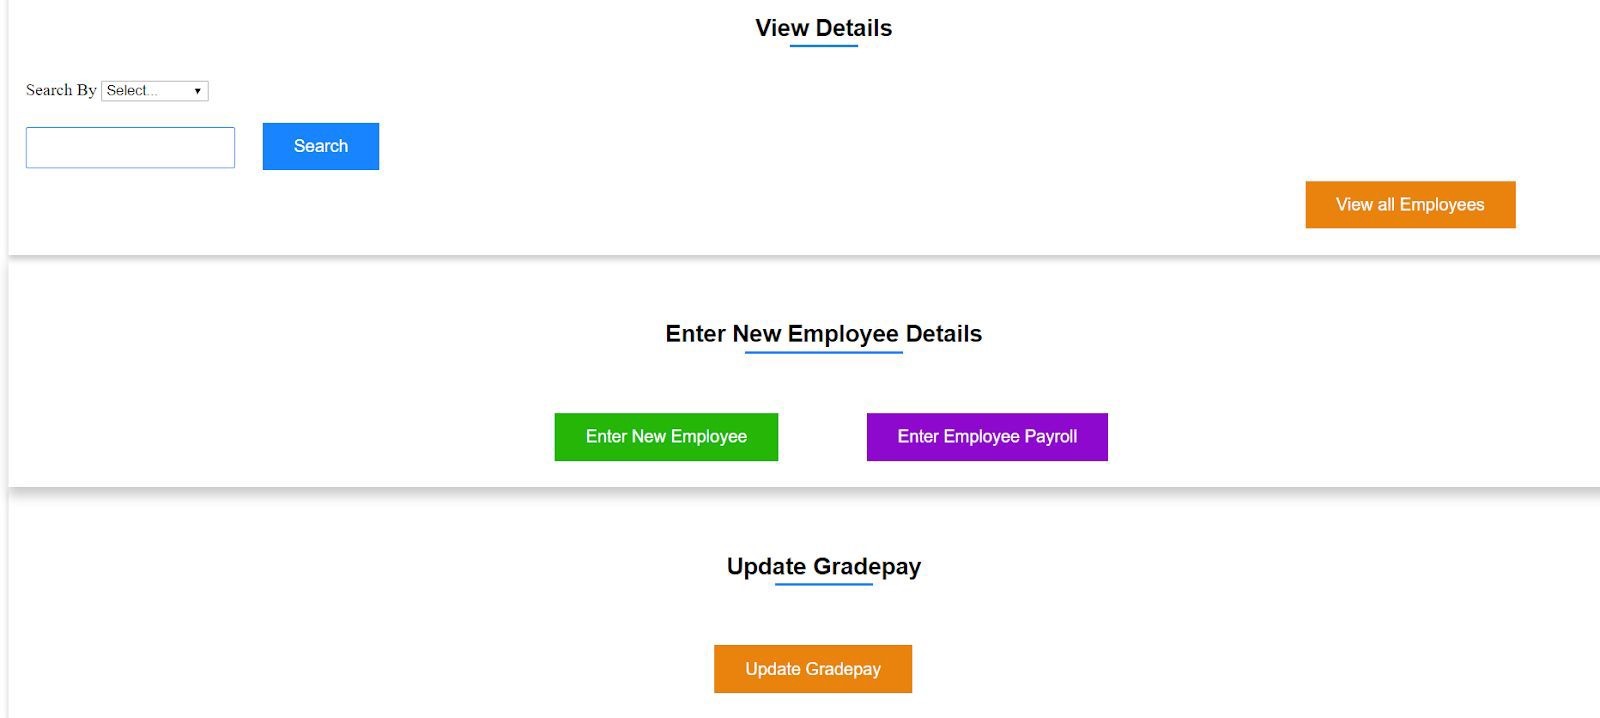 View Details
Search By Select...
Search
View all Employees
Enter New Employee Details
Enter New Employee Enter Employee Payroll
Update Gradepay
Update Gradepay